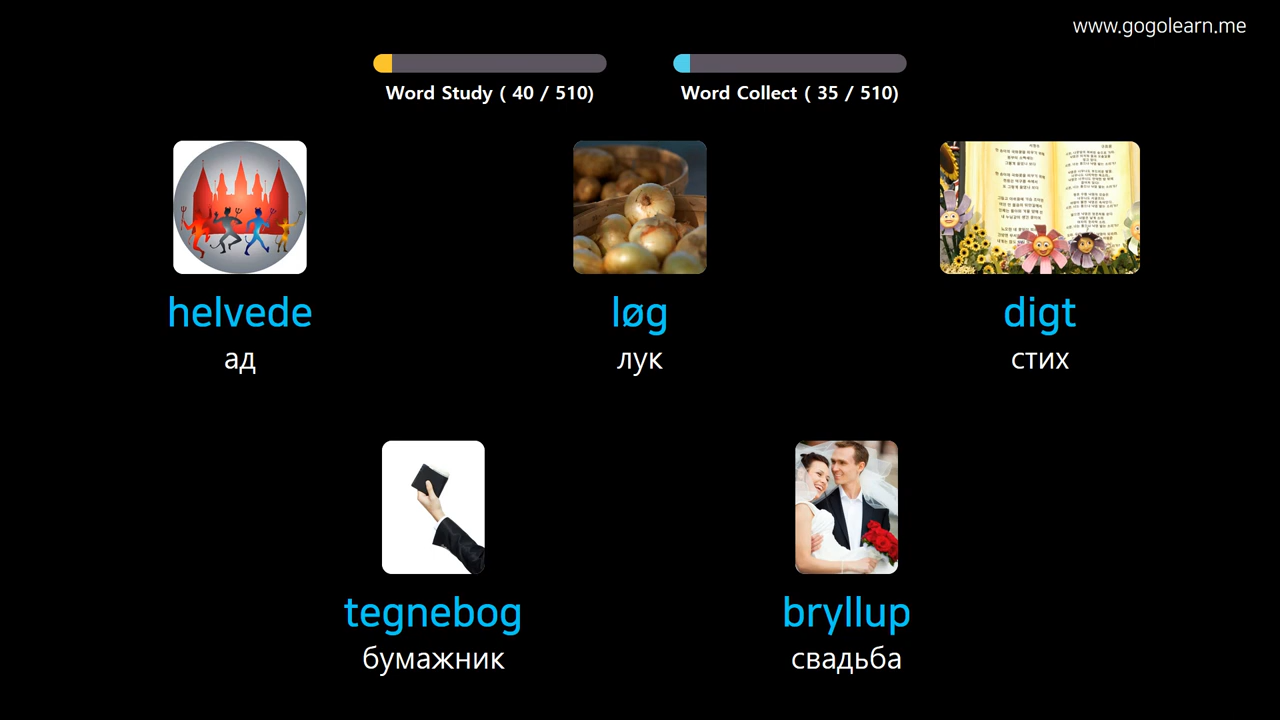 www.gogolearn.me
Word Study ( 40 / 510)
Word Collect ( 35 / 510)
helvede
ад
løg
лук
digt
стих
tegnebog
бумажник
bryllup
свадьба